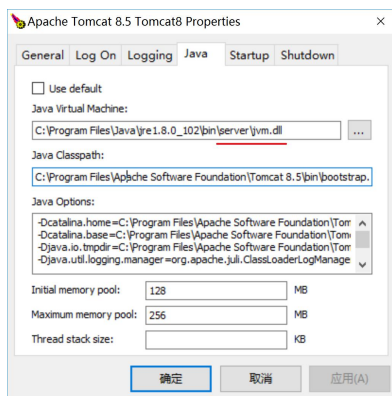 Apache Tomcat 8.5 Tomcat8 Properties
General Log On Logging Java Startup Shutdown
Use default
Java Virtual Machine:
C:\Program Files\Java\jre1.8.0_102\bin\server\jvm.dll
...
Java Classpath:
C:\Program Files\Apache Software Foundation\Tomcat 8.5\bin\bootstrap.
Java Options:
-Dcatalina.home=C:\Program Files\Apache Software Foundation\Tom
-Dcatalina.base=C:\Program Files\Apache Software Foundation\Tom
-Djava.io.tmpdir=C:\Program Files\Apache Software Foundation\Tom
-Djava.util.logging.manager=org.apache.juli.ClassLoaderLogManage
Initial memory pool: 128 MB
Maximum memory pool: 256 MB
Thread stack size: KB
确定 取消 应用(A)